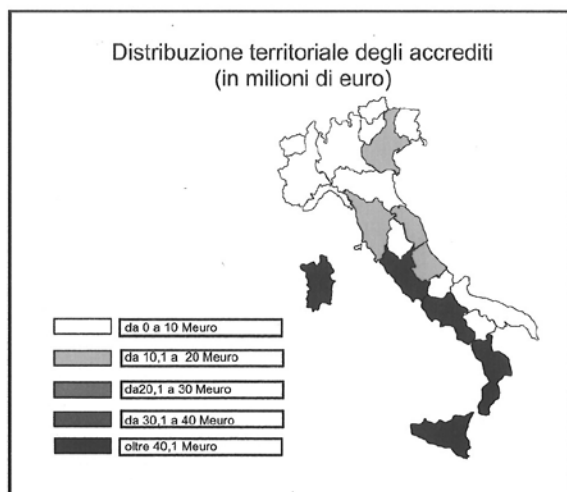 Distribuzione territoriale degli accrediti
(in milioni di euro)
da 0 a 10 Meuro
da 10,1 a 20 Meuro
da20,1 a 30 Meuro
da 30,1 a 40 Meuro
oltre 40,1 Meuro